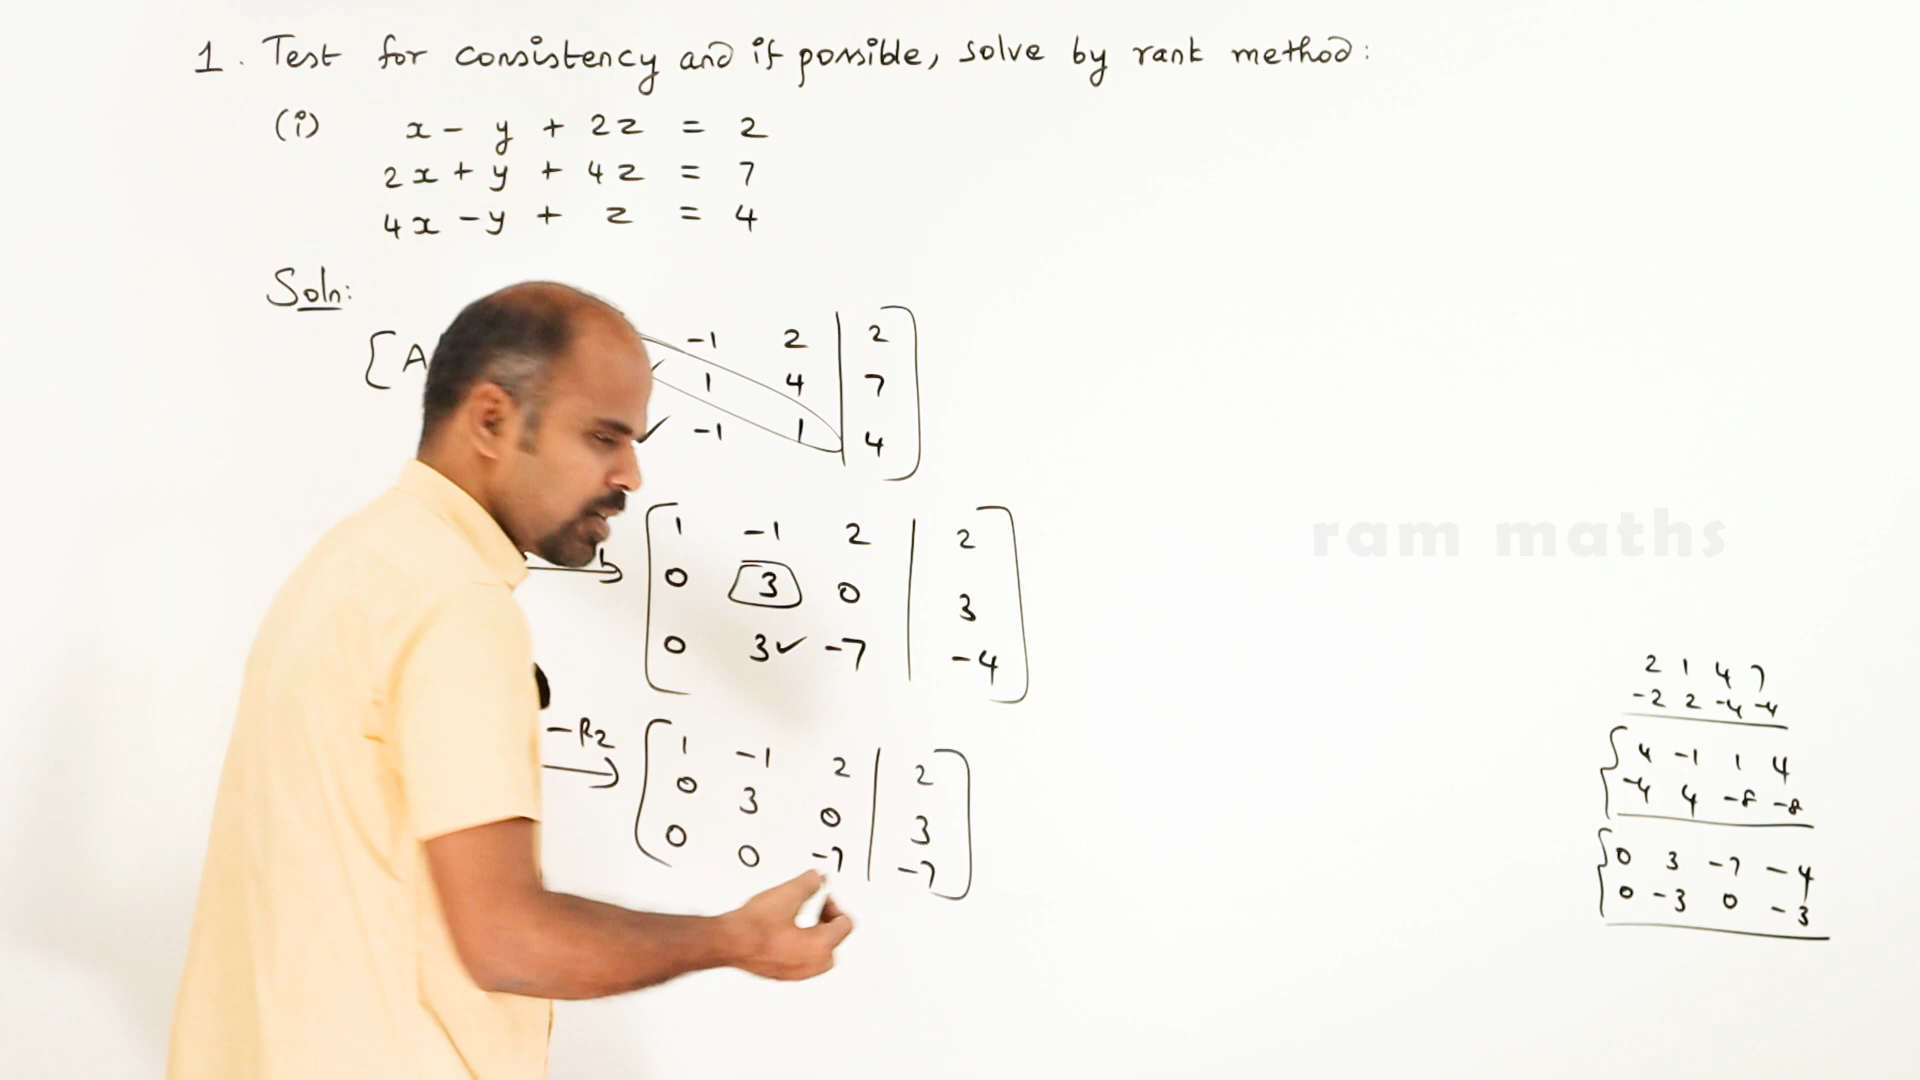 1. Test for consistency and if possible, solve by rank method:
(i) x - y + 2z = 2
2x + y + 4z = 7
4x - y + z = 4
Soln:
[A
-1 2 | 2
1 4 | 7
✓ -1 1 | 4
1 -1 2 | 2
0 3 0 | 3
0 3✓ -7 | -4
-R2
1 -1 2 | 2
0 3 0 | 3
0 0 -7 | -7
ram maths
2 1 4 7
-2 2 -4 -4
4 -1 1 4
-4 4 -8 -8
0 3 -7 -4
0 -3 0 -3